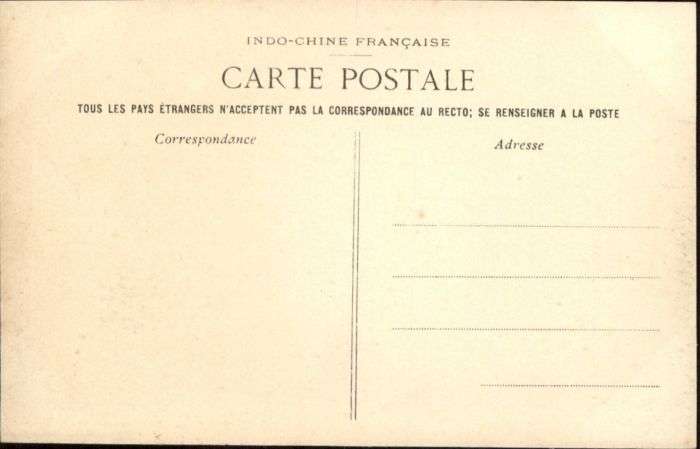 INDO-CHINE FRANÇAISE
CARTE POSTALE
TOUS LES PAYS ÉTRANGERS N'ACCEPTENT PAS LA CORRESPONDANCE AU RECTO; SE RENSEIGNER A LA POSTE
Correspondance
Adresse